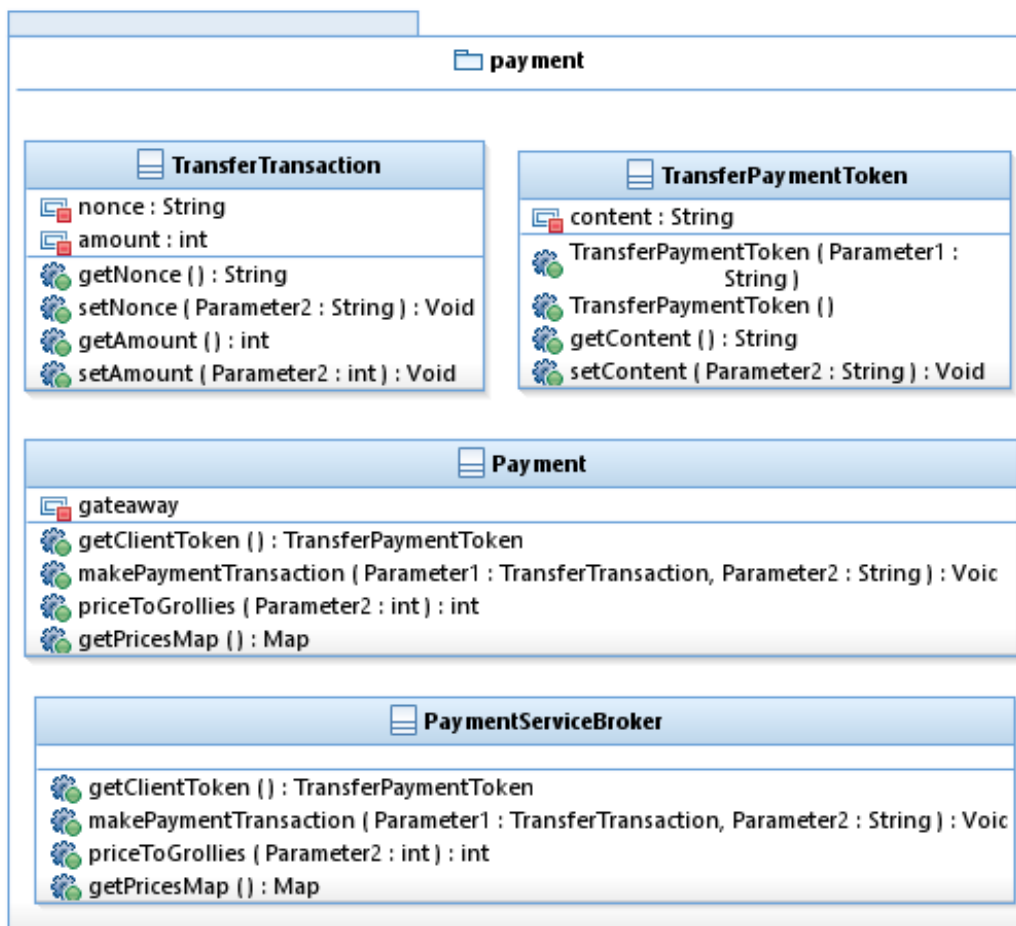 payment
TransferTransaction
nonce : String
amount : int
getNonce () : String
setNonce ( Parameter2 : String ) : Void
getAmount () : int
setAmount ( Parameter2 : int ) : Void
TransferPaymentToken
content : String
TransferPaymentToken ( Parameter1 :
String )
TransferPaymentToken ()
getContent () : String
setContent ( Parameter2 : String ) : Void
Payment
gateaway
getClientToken () : TransferPaymentToken
makePaymentTransaction ( Parameter1 : TransferTransaction, Parameter2 : String ) : Void
priceToGrollies ( Parameter2 : int ) : int
getPricesMap () : Map
PaymentServiceBroker
getClientToken () : TransferPaymentToken
makePaymentTransaction ( Parameter1 : TransferTransaction, Parameter2 : String ) : Void
priceToGrollies ( Parameter2 : int ) : int
getPricesMap () : Map